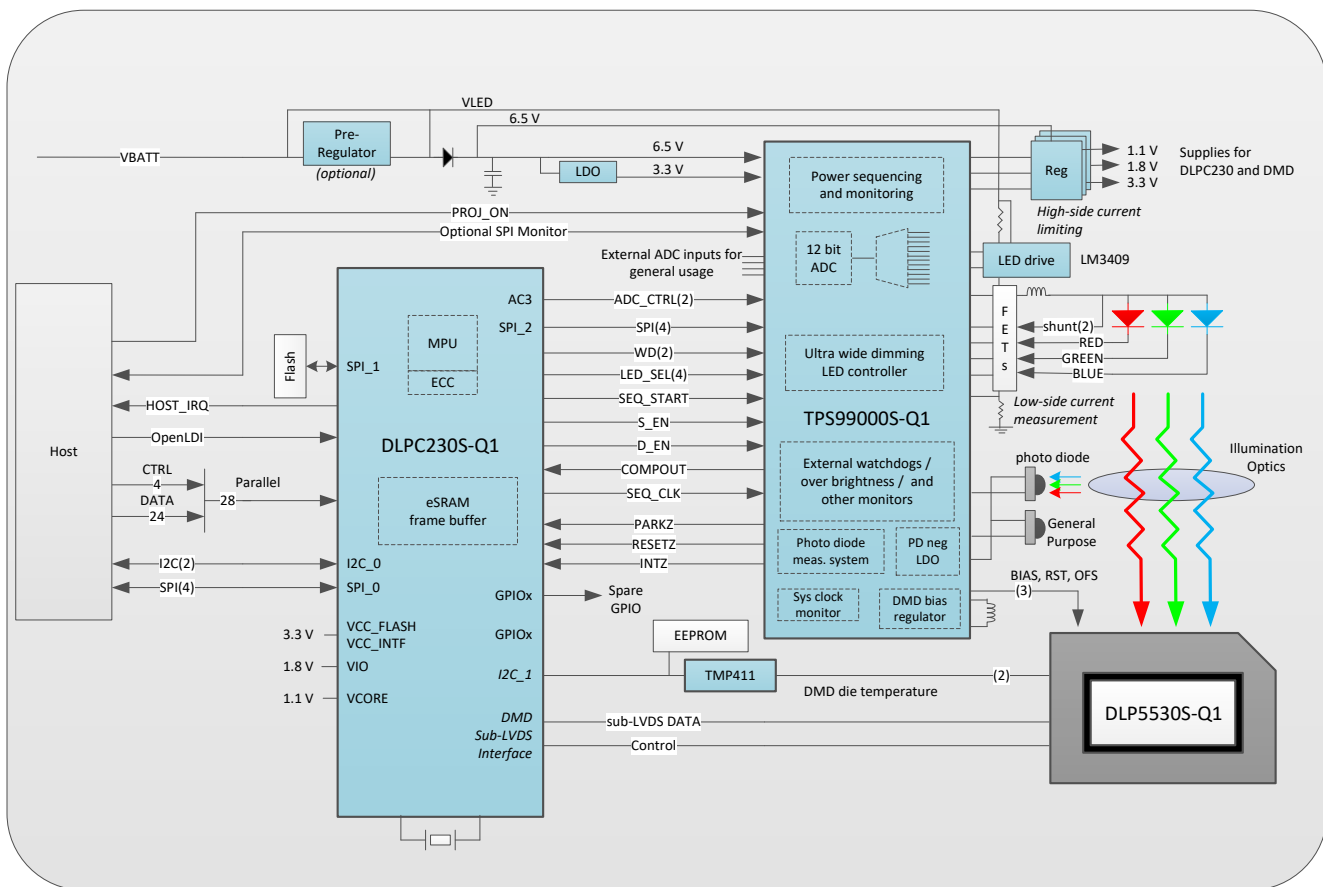 VLED
6.5 V
Pre-
Regulator
(optional)
VBATT
6.5 V
LDO
3.3 V
Power sequencing
and monitoring
Reg
1.1 V
1.8 V
3.3 V
Supplies for
DLPC230 and DMD
High-side current
limiting
PROJ_ON
Optional SPI Monitor
External ADC inputs for
general usage
12 bit
ADC
LED drive
LM3409
Host
AC3
ADC_CTRL(2)
SPI_2
SPI(4)
MPU
ECC
Flash
SPI_1
WD(2)
LED_SEL(4)
SEQ_START
S_EN
D_EN
COMPOUT
SEQ_CLK
PARKZ
RESETZ
INTZ
Ultra wide dimming
LED controller
TPS99000S-Q1
F
E
T
s
shunt(2)
RED
GREEN
BLUE
Low-side current
measurement
HOST_IRQ
OpenLDI
CTRL
4
DATA
24
Parallel
28
DLPC230S-Q1
eSRAM
frame buffer
External watchdogs /
over brightness / and
other monitors
photo diode
Illumination
Optics
General
Purpose
Photo diode
meas. system
PD neg
LDO
Sys clock
monitor
DMD bias
regulator
BIAS, RST, OFS
(3)
I2C(2)
I2C_0
SPI(4)
SPI_0
GPIOx
Spare
GPIO
3.3 V
VCC_FLASH
VCC_INTF
GPIOx
1.8 V
VIO
1.1 V
VCORE
I2C_1
EEPROM
TMP411
DMD die temperature
(2)
DMD
Sub-LVDS
Interface
sub-LVDS DATA
Control
DLP5530S-Q1